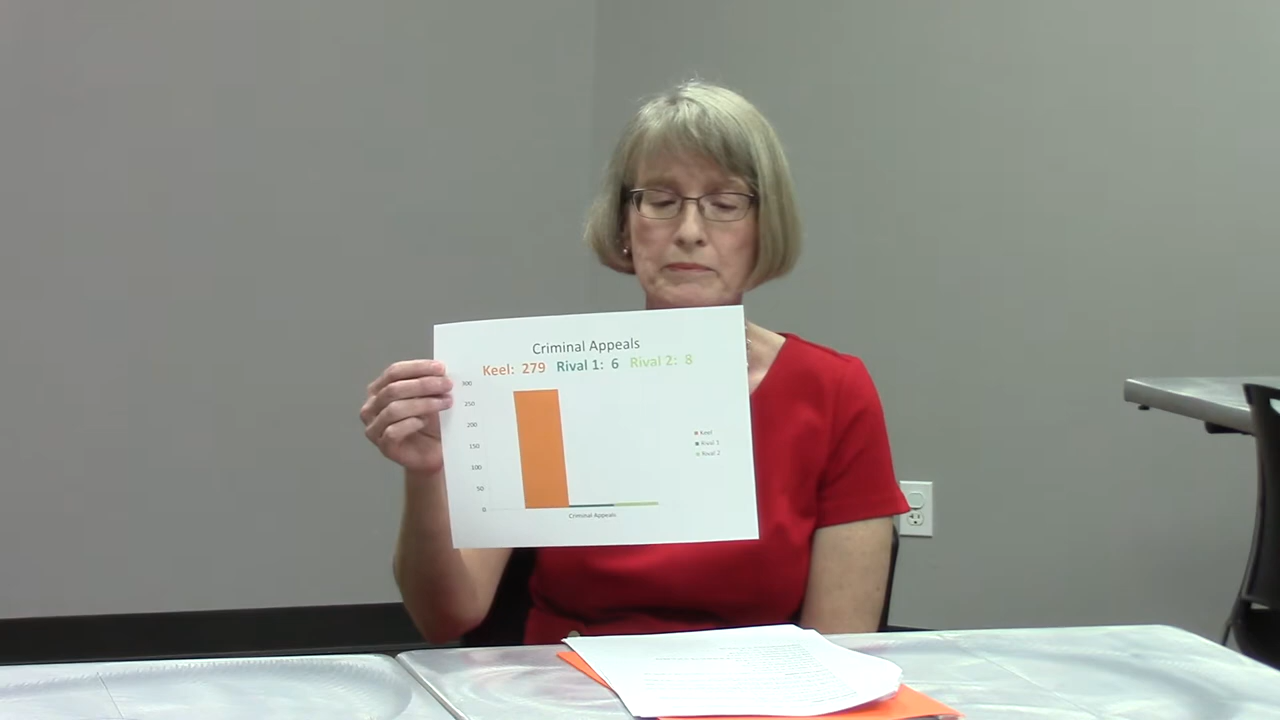 Criminal Appeals
Keel: 279 Rival 1: 6 Rival 2: 8
300
250
200
150
100
50
0
Criminal Appeals
Keel
Rival 1
Rival 2